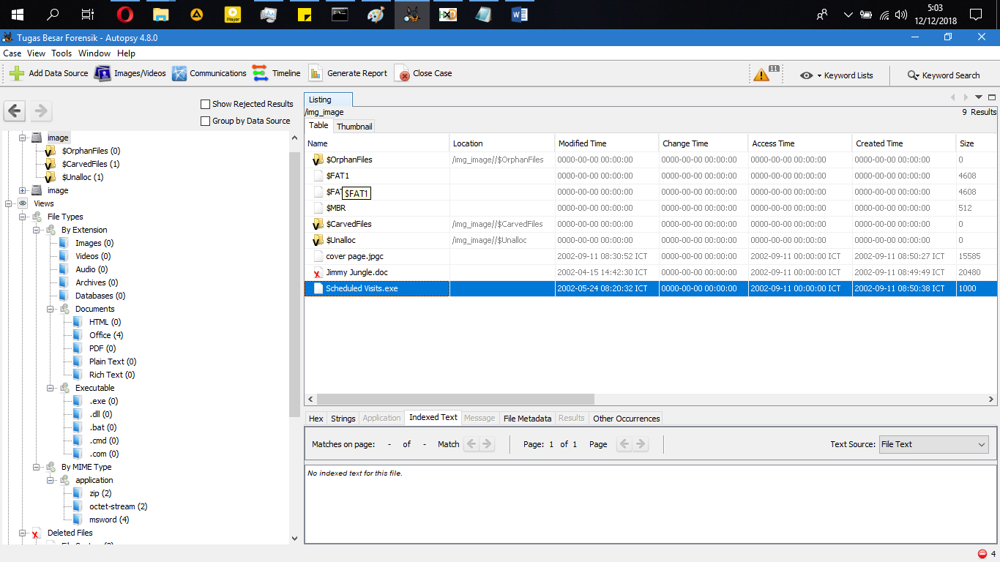 5:03
12/12/2018
Tugas Besar Forensik - Autopsy 4.8.0
Case View Tools Window Help
Add Data Source Images/Videos Communications Timeline Generate Report Close Case 11 Keyword Lists Keyword Search
Show Rejected Results
Group by Data Source
image
$OrphanFiles (0)
$CarvedFiles (1)
$Unalloc (1)
image
Views
File Types
By Extension
Images (0)
Videos (0)
Audio (0)
Archives (0)
Databases (0)
Documents
HTML (0)
Office (4)
PDF (0)
Plain Text (0)
Rich Text (0)
Executable
.exe (0)
.dll (0)
.bat (0)
.cmd (0)
.com (0)
By MIME Type
application
zip (2)
octet-stream (2)
msword (4)
Deleted Files
Listing
/img_image 9 Results
Table Thumbnail
Name Location Modified Time Change Time Access Time Created Time Size
$OrphanFiles /img_image//$OrphanFiles 0000-00-00 00:00:00 0000-00-00 00:00:00 0000-00-00 00:00:00 0000-00-00 00:00:00 0
$FAT1 0000-00-00 00:00:00 0000-00-00 00:00:00 0000-00-00 00:00:00 0000-00-00 00:00:00 4608
$FAT $FAT1 0000-00-00 00:00:00 0000-00-00 00:00:00 0000-00-00 00:00:00 0000-00-00 00:00:00 4608
$MBR 0000-00-00 00:00:00 0000-00-00 00:00:00 0000-00-00 00:00:00 0000-00-00 00:00:00 512
$CarvedFiles /img_image//$CarvedFiles 0000-00-00 00:00:00 0000-00-00 00:00:00 0000-00-00 00:00:00 0000-00-00 00:00:00 0
$Unalloc /img_image//$Unalloc 0000-00-00 00:00:00 0000-00-00 00:00:00 0000-00-00 00:00:00 0000-00-00 00:00:00 0
cover page.jpgc 2002-09-11 08:30:52 ICT 0000-00-00 00:00:00 2002-09-11 00:00:00 ICT 2002-09-11 08:50:27 ICT 15585
Jimmy Jungle.doc 2002-04-15 14:42:30 ICT 0000-00-00 00:00:00 2002-09-11 00:00:00 ICT 2002-09-11 08:49:49 ICT 20480
Scheduled Visits.exe 2002-05-24 08:20:32 ICT 0000-00-00 00:00:00 2002-09-11 00:00:00 ICT 2002-09-11 08:50:38 ICT 1000
Hex Strings Application Indexed Text Message File Metadata Results Other Occurrences
Matches on page: - of - Match Page: 1 of 1 Page Text Source: File Text
No indexed text for this file.
4